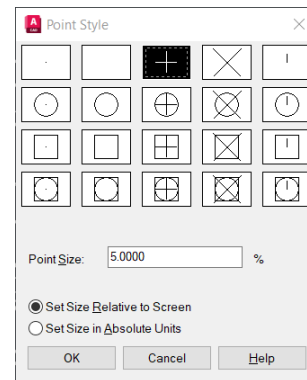 A
CAD
Point Style
Point Size: 5.0000 %
Set Size Relative to Screen
Set Size in Absolute Units
OK Cancel Help